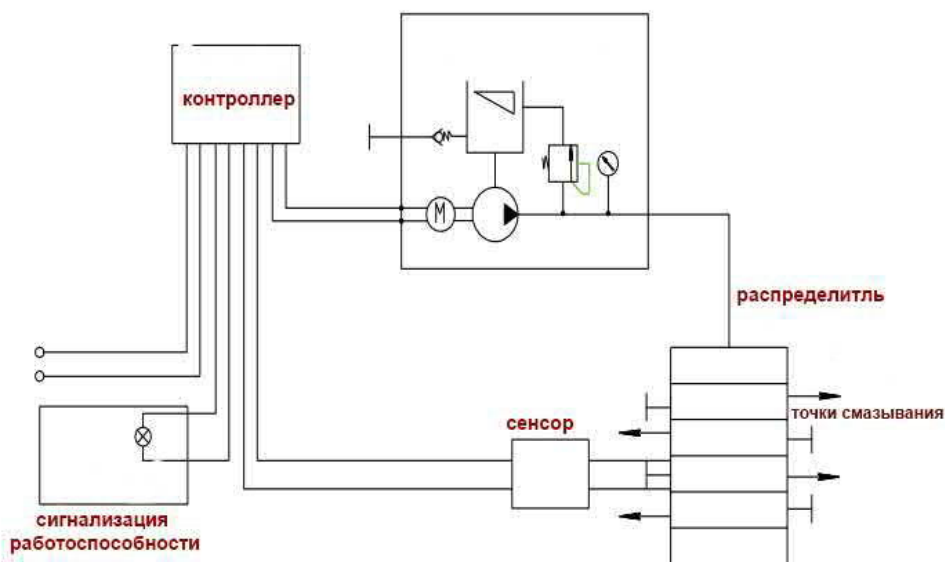 контроллер
M
распределитль
точки смазывания
сенсор
сигнализация
работоспособности